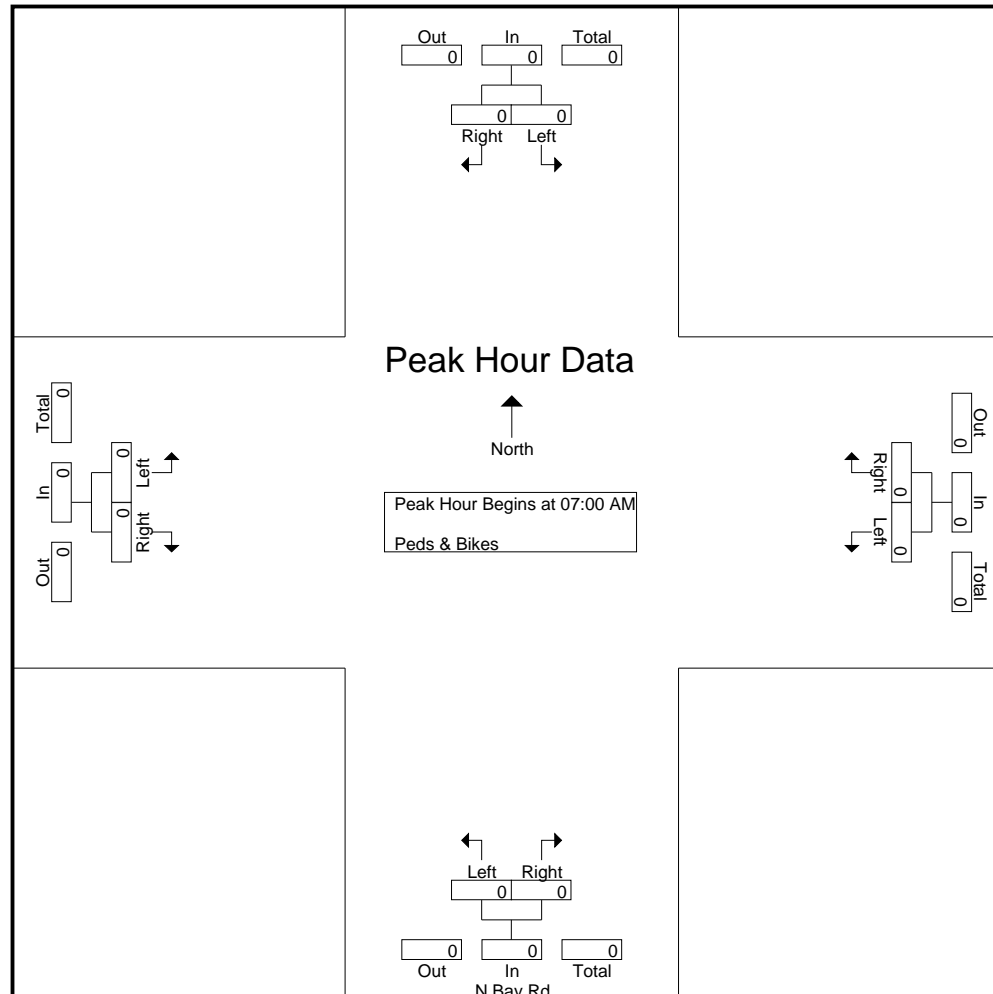 Out In Total
0 0 0
0 0
Right Left
Peak Hour Data
North
Peak Hour Begins at 07:00 AM
Peds & Bikes
Total
0
In
0
Out
0
Left
0
Right
0
Out
0
In
0
Total
0
Right
0
Left
0
Left Right
0 0
0 0 0
Out In Total
N Bay Rd